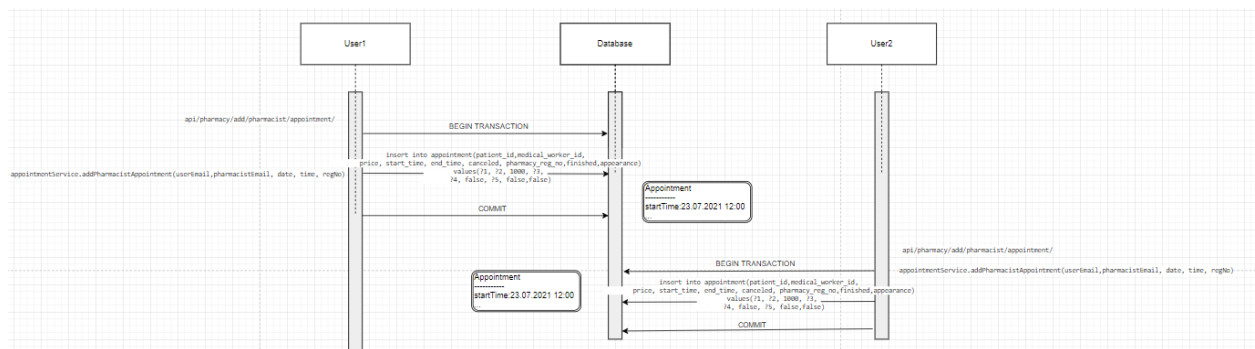 User1
Database
User2
api/pharmacy/add/pharmacist/appointment/
BEGIN TRANSACTION
insert into appointment(patient_id,medical_worker_id,
price, start_time, end_time, canceled, pharmacy_reg_no,finished,appearance)
values(?1, ?2, 1000, ?3,
?4, false, ?5, false,false)
appointmentService.addPharmacistAppointment(userEmail,pharmacistEmail, date, time, regNo)
Appointment
-----------
startTime:23.07.2021 12:00
...
COMMIT
api/pharmacy/add/pharmacist/appointment/
BEGIN TRANSACTION
appointmentService.addPharmacistAppointment(userEmail,pharmacistEmail, date, time, regNo)
Appointment
-----------
startTime:23.07.2021 12:00
...
insert into appointment(patient_id,medical_worker_id,
price, start_time, end_time, canceled, pharmacy_reg_no,finished,appearance)
values(?1, ?2, 1000, ?3,
?4, false, ?5, false,false)
COMMIT